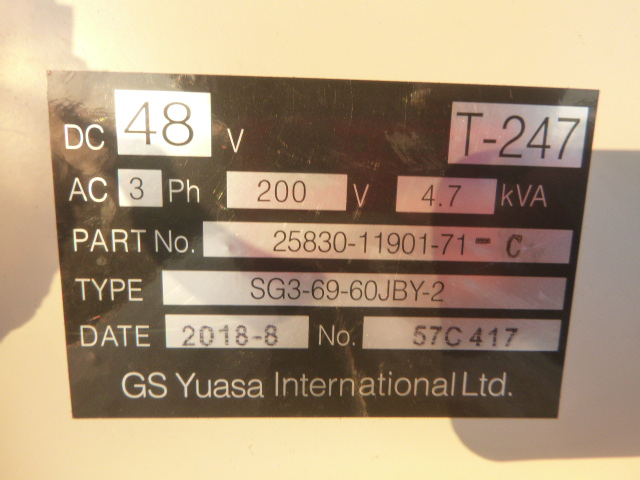 DC 48 V T-247
AC 3 Ph 200 V 4.7 kVA
PART No. 25830-11901-71-C
TYPE SG3-69-60JBY-2
DATE 2018-8 No. 57C417
GS Yuasa International Ltd.